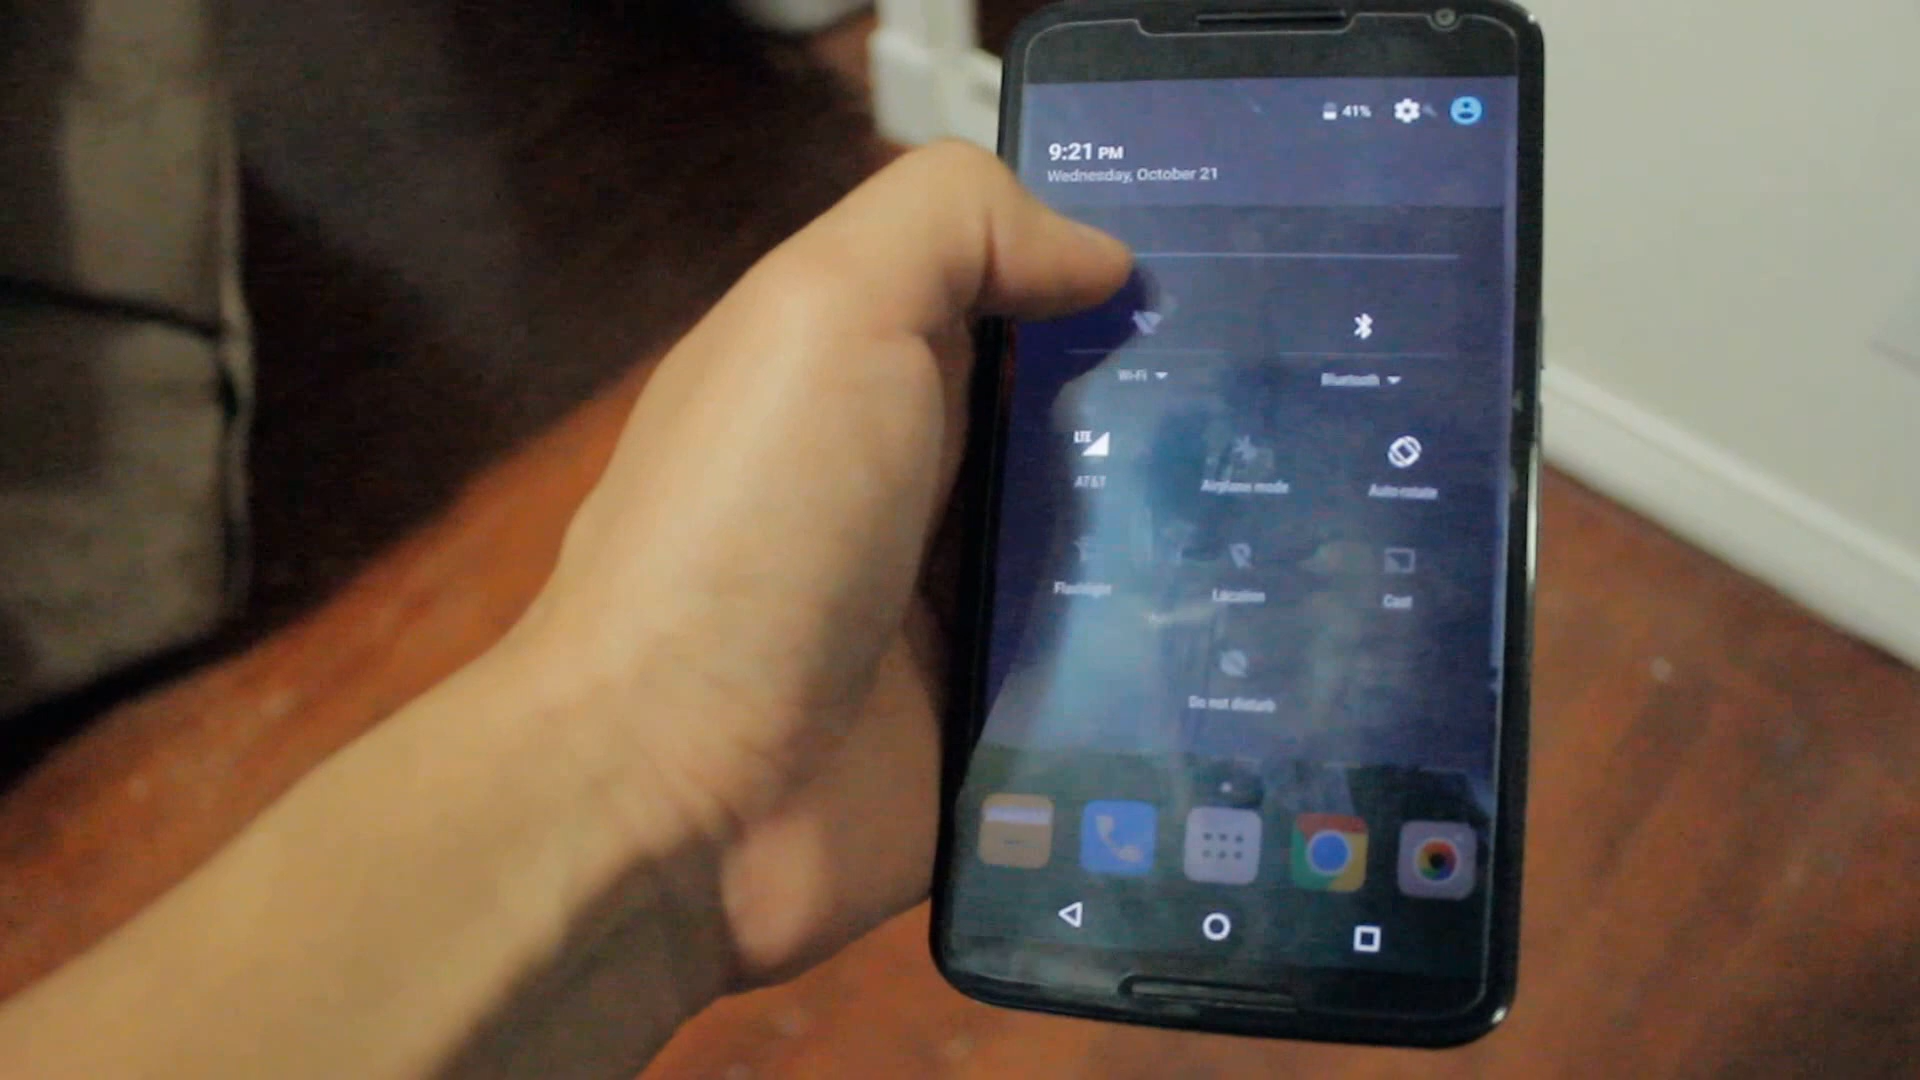 41%
9:21 PM
Wednesday, October 21
Wi-Fi
Bluetooth
LTE
AT&T
Airplane mode
Auto-rotate
Flashlight
Location
Cast
Do not disturb